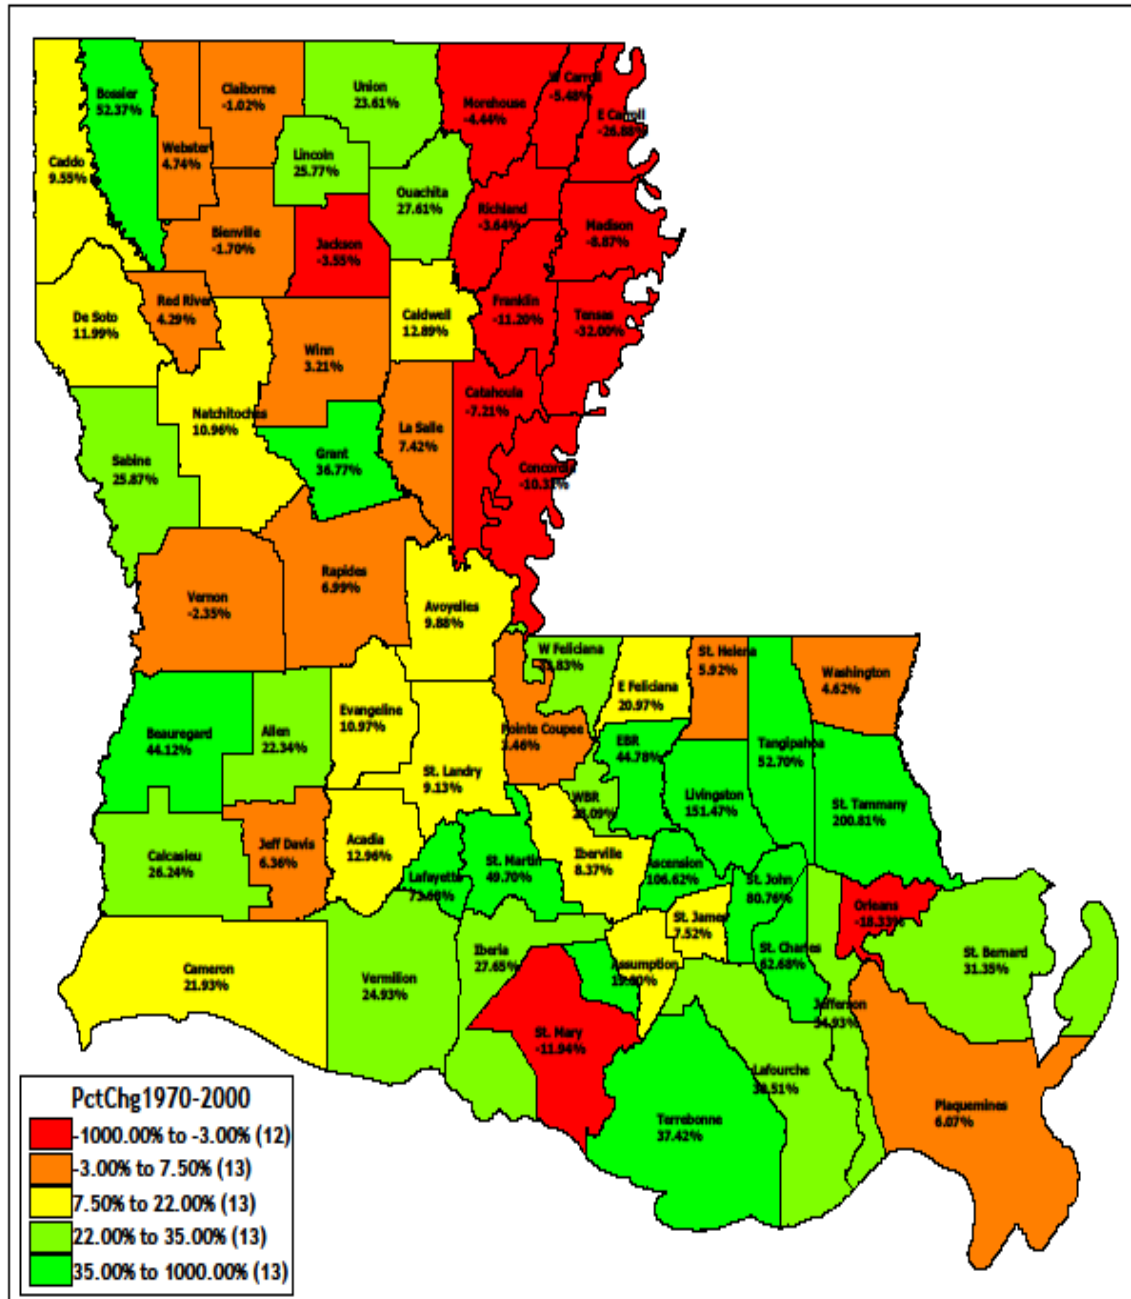 Bossier
52.37%
Claiborne
-1.02%
Union
23.61%
Morehouse
-4.44%
W Carroll
-5.48%
E Carroll
-26.88%
Caddo
9.55%
Webster
4.74%
Lincoln
25.77%
Ouachita
27.61%
Richland
-3.64%
Madison
-8.87%
Bienville
-1.70%
Jackson
-3.55%
De Soto
11.99%
Red River
4.29%
Caldwell
12.89%
Franklin
-11.20%
Tensas
-32.00%
Winn
3.21%
Natchitoches
10.96%
La Salle
7.42%
Catahoula
-7.21%
Sabine
25.87%
Grant
36.77%
Concordia
Vernon
-2.35%
Rapides
6.99%
Avoyelles
9.88%
W Feliciana
St. Helena
5.92%
Washington
4.62%
E Feliciana
20.97%
Beauregard
44.12%
Allen
22.34%
Evangeline
10.97%
Pointe Coupee
3.46%
EBR
44.78%
Tangipahoa
52.70%
St. Landry
9.13%
WBR
Livingston
151.47%
St. Tammany
200.81%
Calcasieu
26.24%
Jeff Davis
6.36%
Acadia
12.96%
Lafayette
St. Martin
49.70%
Iberville
8.37%
Ascension
106.62%
St. John
80.76%
Orleans
-18.33%
St. James
7.52%
Cameron
21.93%
Vermilion
24.93%
Iberia
27.65%
Assumption
St. Charles
62.68%
St. Bernard
31.35%
Jefferson
34.93%
St. Mary
-11.94%
Lafourche
Terrebonne
37.42%
Plaquemines
6.07%
PctChg1970-2000
-1000.00% to -3.00% (12)
-3.00% to 7.50% (13)
7.50% to 22.00% (13)
22.00% to 35.00% (13)
35.00% to 1000.00% (13)